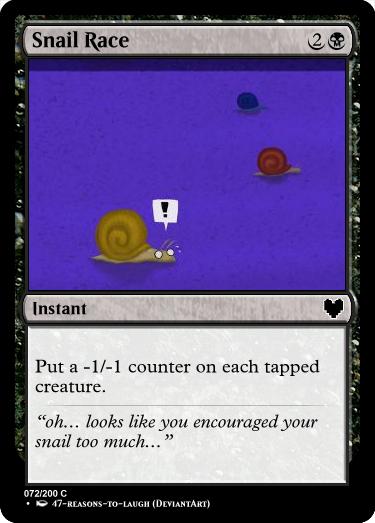 Snail Race 2
!
Instant
Put a -1/-1 counter on each tapped
creature.
“oh... looks like you encouraged your
snail too much...”
072/200 C
• 47-reasons-to-laugh (DeviantArt)